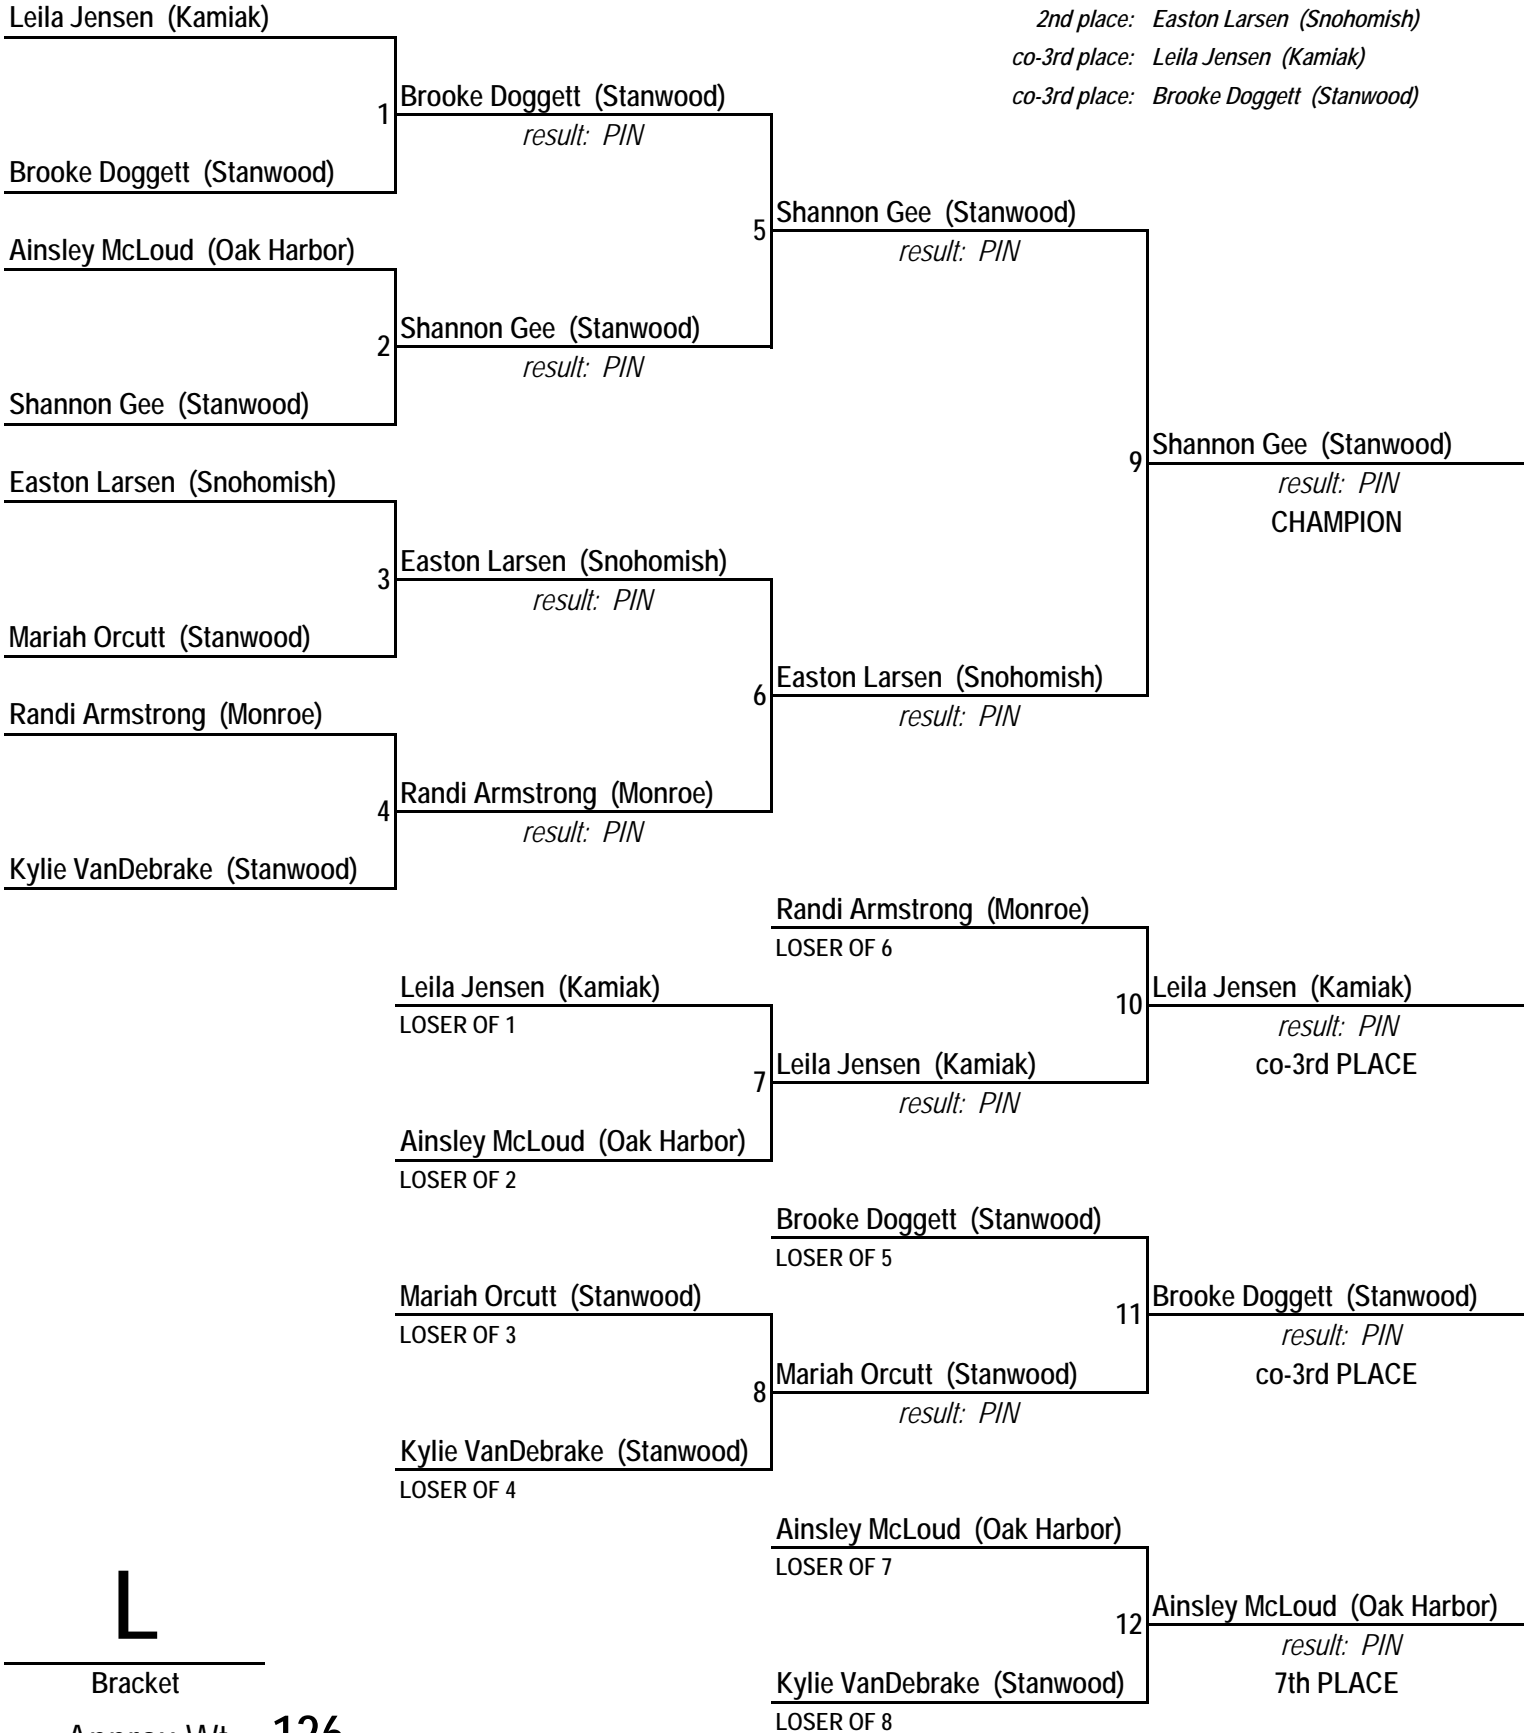 Leila Jensen (Kamiak)
2nd place: Easton Larsen (Snohomish)
co-3rd place: Leila Jensen (Kamiak)
co-3rd place: Brooke Doggett (Stanwood)
1
Brooke Doggett (Stanwood)
result: PIN
Brooke Doggett (Stanwood)
5
Shannon Gee (Stanwood)
result: PIN
Ainsley McLoud (Oak Harbor)
2
Shannon Gee (Stanwood)
result: PIN
Shannon Gee (Stanwood)
9
Shannon Gee (Stanwood)
result: PIN
CHAMPION
Easton Larsen (Snohomish)
3
Easton Larsen (Snohomish)
result: PIN
Mariah Orcutt (Stanwood)
6
Easton Larsen (Snohomish)
result: PIN
Randi Armstrong (Monroe)
4
Randi Armstrong (Monroe)
result: PIN
Kylie VanDebrake (Stanwood)
Randi Armstrong (Monroe)
LOSER OF 6
Leila Jensen (Kamiak)
LOSER OF 1
10
Leila Jensen (Kamiak)
result: PIN
co-3rd PLACE
7
Leila Jensen (Kamiak)
result: PIN
Ainsley McLoud (Oak Harbor)
LOSER OF 2
Brooke Doggett (Stanwood)
LOSER OF 5
Mariah Orcutt (Stanwood)
LOSER OF 3
11
Brooke Doggett (Stanwood)
result: PIN
co-3rd PLACE
8
Mariah Orcutt (Stanwood)
result: PIN
Kylie VanDebrake (Stanwood)
LOSER OF 4
Ainsley McLoud (Oak Harbor)
LOSER OF 7
12
Ainsley McLoud (Oak Harbor)
result: PIN
7th PLACE
Kylie VanDebrake (Stanwood)
LOSER OF 8
L
Bracket
Approx Wt 126